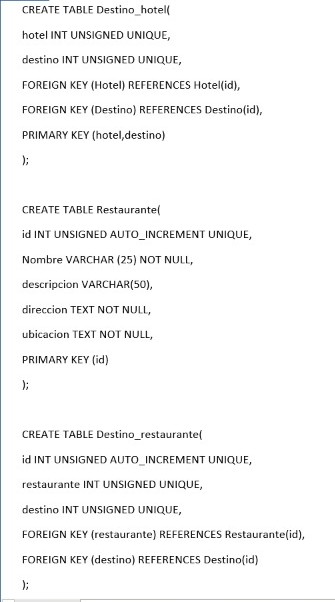 CREATE TABLE Destino_hotel(
hotel INT UNSIGNED UNIQUE,
destino INT UNSIGNED UNIQUE,
FOREIGN KEY (Hotel) REFERENCES Hotel(id),
FOREIGN KEY (Destino) REFERENCES Destino(id),
PRIMARY KEY (hotel,destino)
);
CREATE TABLE Restaurante(
id INT UNSIGNED AUTO_INCREMENT UNIQUE,
Nombre VARCHAR (25) NOT NULL,
descripcion VARCHAR(50),
direccion TEXT NOT NULL,
ubicacion TEXT NOT NULL,
PRIMARY KEY (id)
);
CREATE TABLE Destino_restaurante(
id INT UNSIGNED AUTO_INCREMENT UNIQUE,
restaurante INT UNSIGNED UNIQUE,
destino INT UNSIGNED UNIQUE,
FOREIGN KEY (restaurante) REFERENCES Restaurante(id),
FOREIGN KEY (destino) REFERENCES Destino(id)
);